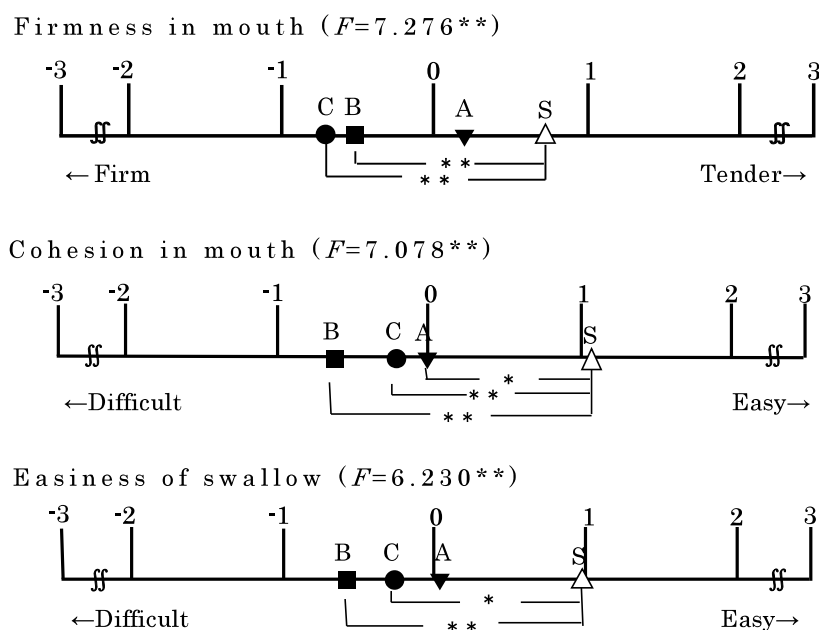 Firmness in mouth (F=7.276**)
-3 -2 -1 0 1 2 3
C B A S
**
**
←Firm Tender→
Cohesion in mouth (F=7.078**)
-3 -2 -1 0 1 2 3
B C A S
*
**
**
←Difficult Easy→
Easiness of swallow (F=6.230**)
-3 -2 -1 0 1 2 3
B C A S
*
**
←Difficult Easy→